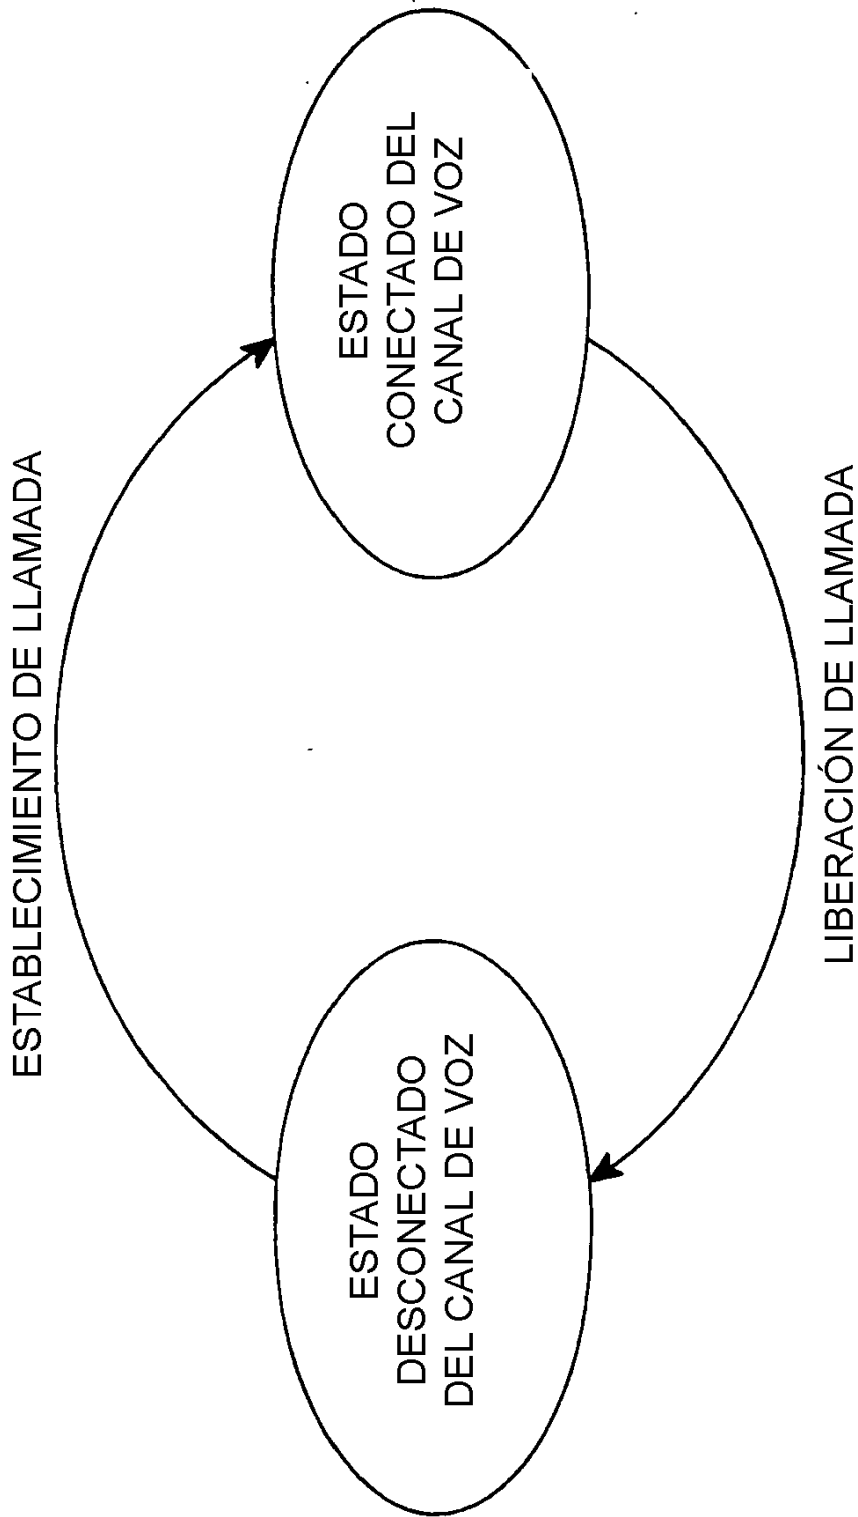 ESTABLECIMIENTO DE LLAMADA
ESTADO
DESCONECTADO
DEL CANAL DE VOZ
ESTADO
CONECTADO DEL
CANAL DE VOZ
LIBERACIÓN DE LLAMADA